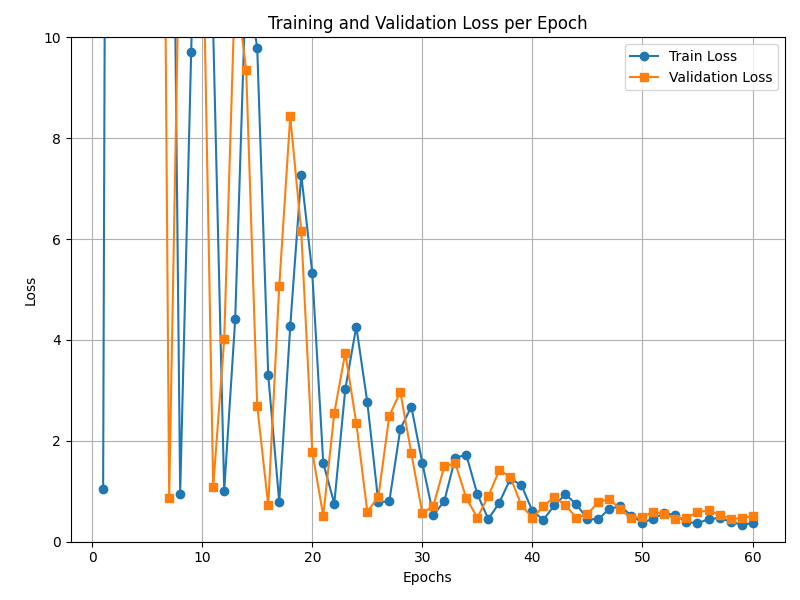 Training and Validation Loss per Epoch
Train Loss
Validation Loss
10
8
6
4
2
0
Loss
0 10 20 30 40 50 60
Epochs